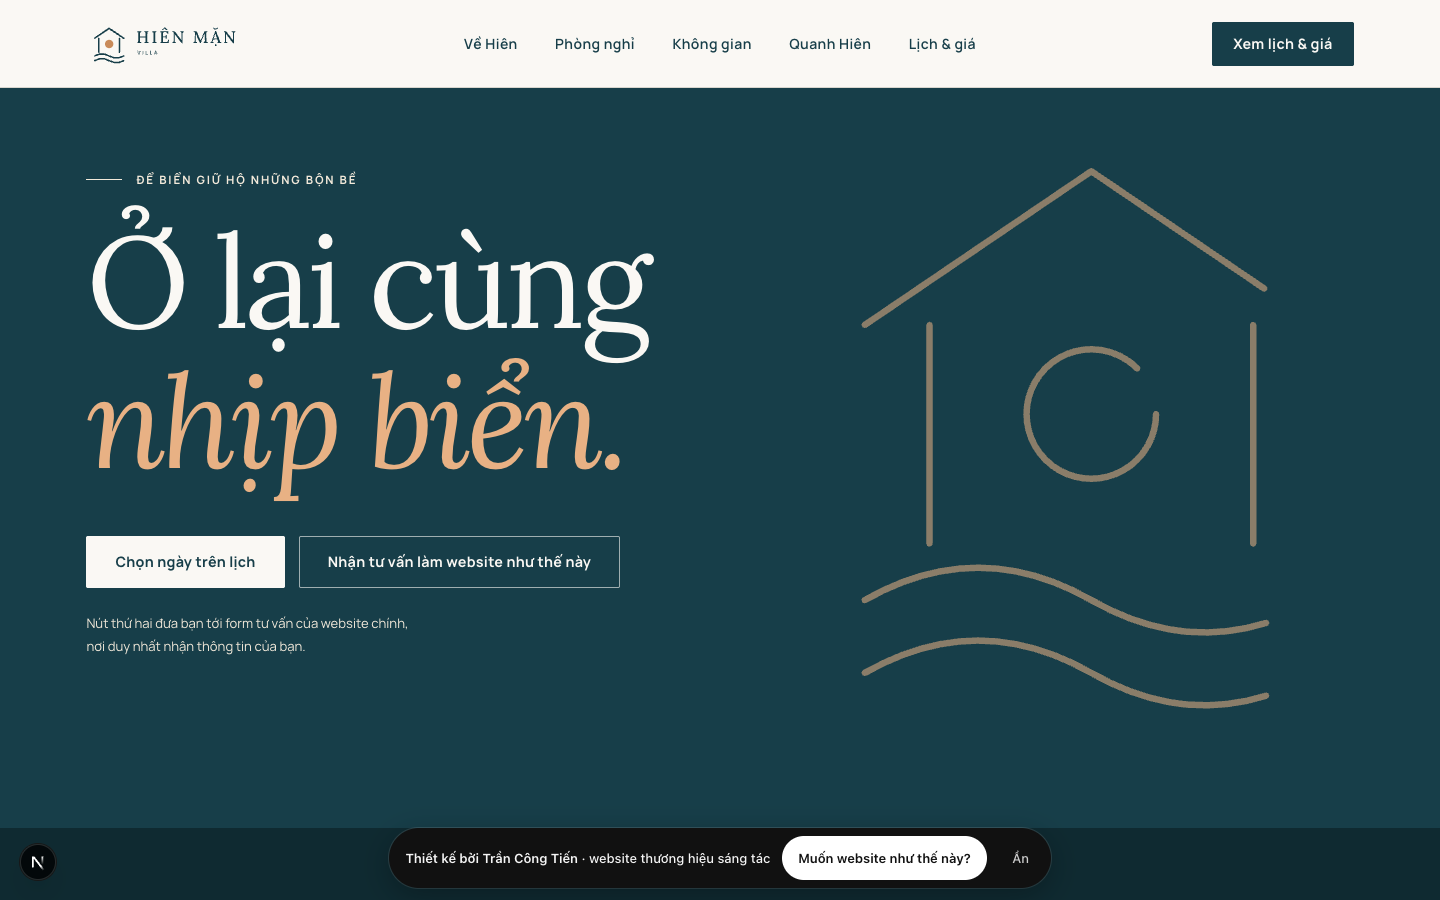 HIÊN MẶN
VILLA
Về Hiên
Phòng nghỉ
Không gian
Quanh Hiên
Lịch & giá
Xem lịch & giá
ĐỂ BIỂN GIỮ HỘ NHỮNG BỘN BỀ
Ở lại cùng
nhịp biển.
Chọn ngày trên lịch
Nhận tư vấn làm website như thế này
Nút thứ hai đưa bạn tới form tư vấn của website chính,
nơi duy nhất nhận thông tin của bạn.
Thiết kế bởi Trần Công Tiến · website thương hiệu sáng tác
Muốn website như thế này?
Ẩn
N